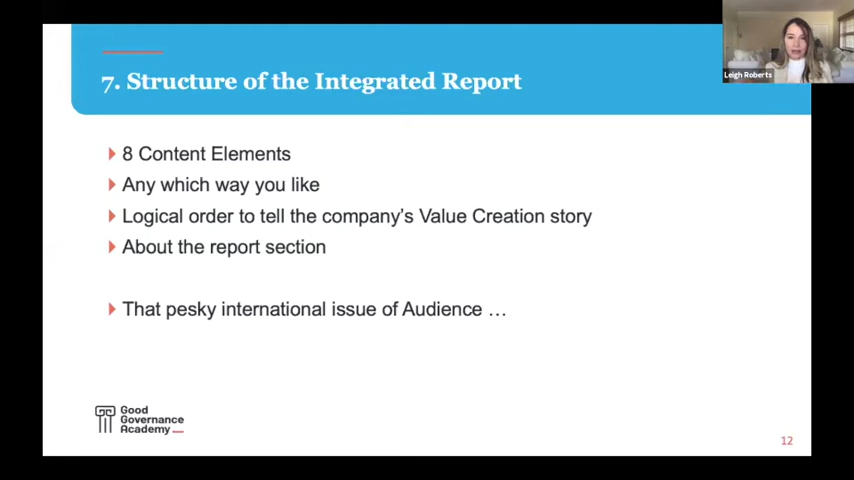 Leigh Roberts
7. Structure of the Integrated Report
8 Content Elements
Any which way you like
Logical order to tell the company's Value Creation story
About the report section
That pesky international issue of Audience …
Good
Governance
Academy
12